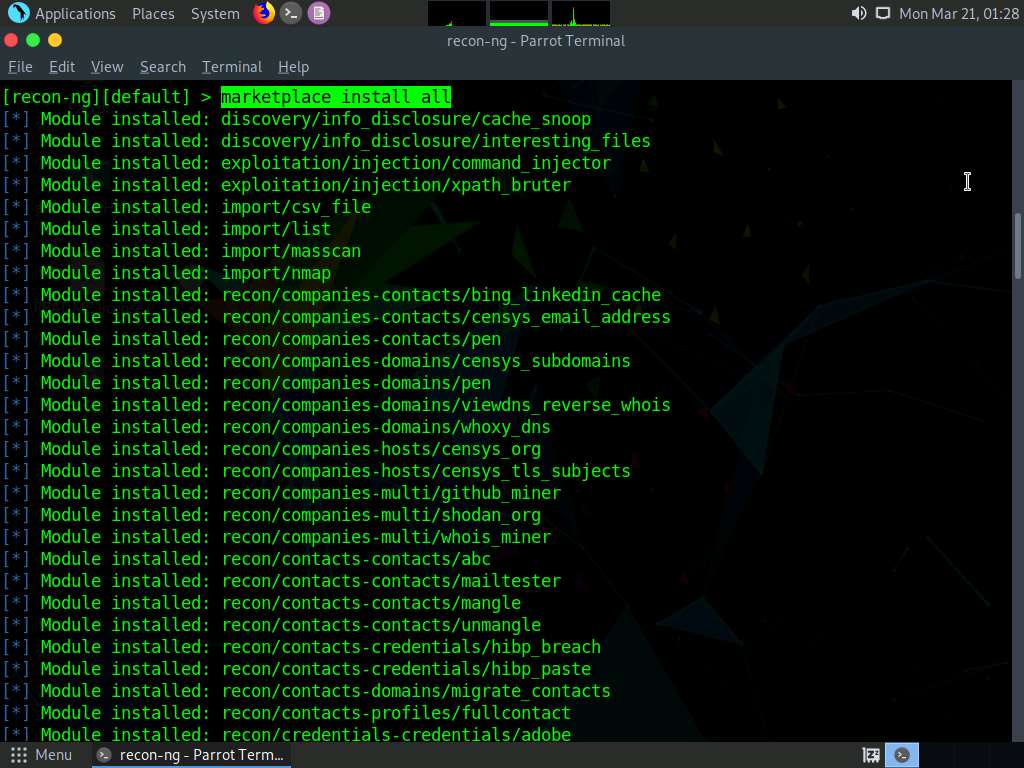 Applications Places System Mon Mar 21, 01:28
recon-ng - Parrot Terminal
File Edit View Search Terminal Help
[recon-ng][default] > marketplace install all
[*] Module installed: discovery/info_disclosure/cache_snoop
[*] Module installed: discovery/info_disclosure/interesting_files
[*] Module installed: exploitation/injection/command_injector
[*] Module installed: exploitation/injection/xpath_bruter
[*] Module installed: import/csv_file
[*] Module installed: import/list
[*] Module installed: import/masscan
[*] Module installed: import/nmap
[*] Module installed: recon/companies-contacts/bing_linkedin_cache
[*] Module installed: recon/companies-contacts/censys_email_address
[*] Module installed: recon/companies-contacts/pen
[*] Module installed: recon/companies-domains/censys_subdomains
[*] Module installed: recon/companies-domains/pen
[*] Module installed: recon/companies-domains/viewdns_reverse_whois
[*] Module installed: recon/companies-domains/whoxy_dns
[*] Module installed: recon/companies-hosts/censys_org
[*] Module installed: recon/companies-hosts/censys_tls_subjects
[*] Module installed: recon/companies-multi/github_miner
[*] Module installed: recon/companies-multi/shodan_org
[*] Module installed: recon/companies-multi/whois_miner
[*] Module installed: recon/contacts-contacts/abc
[*] Module installed: recon/contacts-contacts/mailtester
[*] Module installed: recon/contacts-contacts/mangle
[*] Module installed: recon/contacts-contacts/unmangle
[*] Module installed: recon/contacts-credentials/hibp_breach
[*] Module installed: recon/contacts-credentials/hibp_paste
[*] Module installed: recon/contacts-domains/migrate_contacts
[*] Module installed: recon/contacts-profiles/fullcontact
[*] Module installed: recon/credentials-credentials/adobe
Menu recon-ng - Parrot Term...